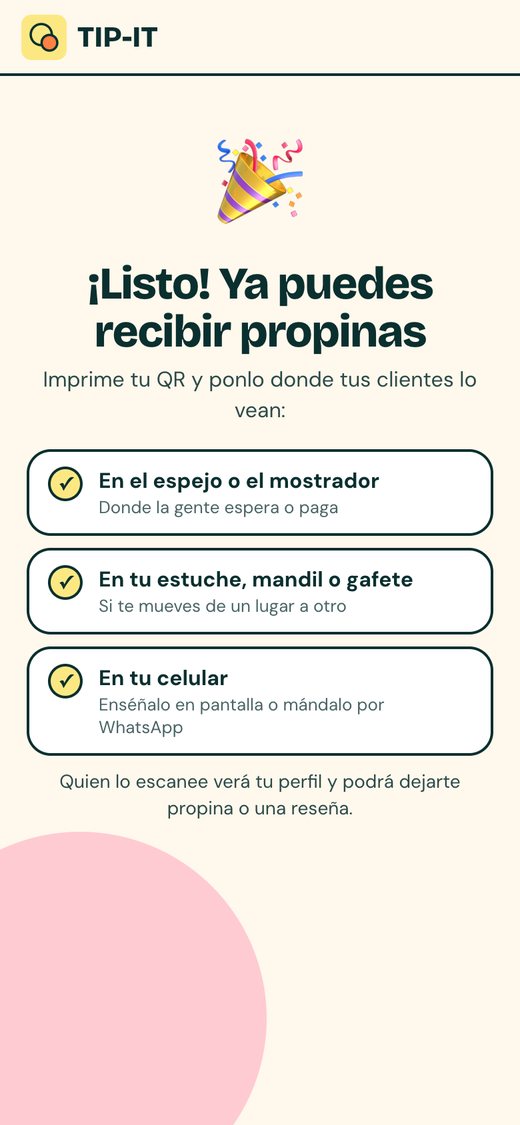 TIP-IT
¡Listo! Ya puedes
recibir propinas
Imprime tu QR y ponlo donde tus clientes lo
vean:
En el espejo o el mostrador
Donde la gente espera o paga
En tu estuche, mandil o gafete
Si te mueves de un lugar a otro
En tu celular
Enséñalo en pantalla o mándalo por
WhatsApp
Quien lo escanee verá tu perfil y podrá dejarte
propina o una reseña.